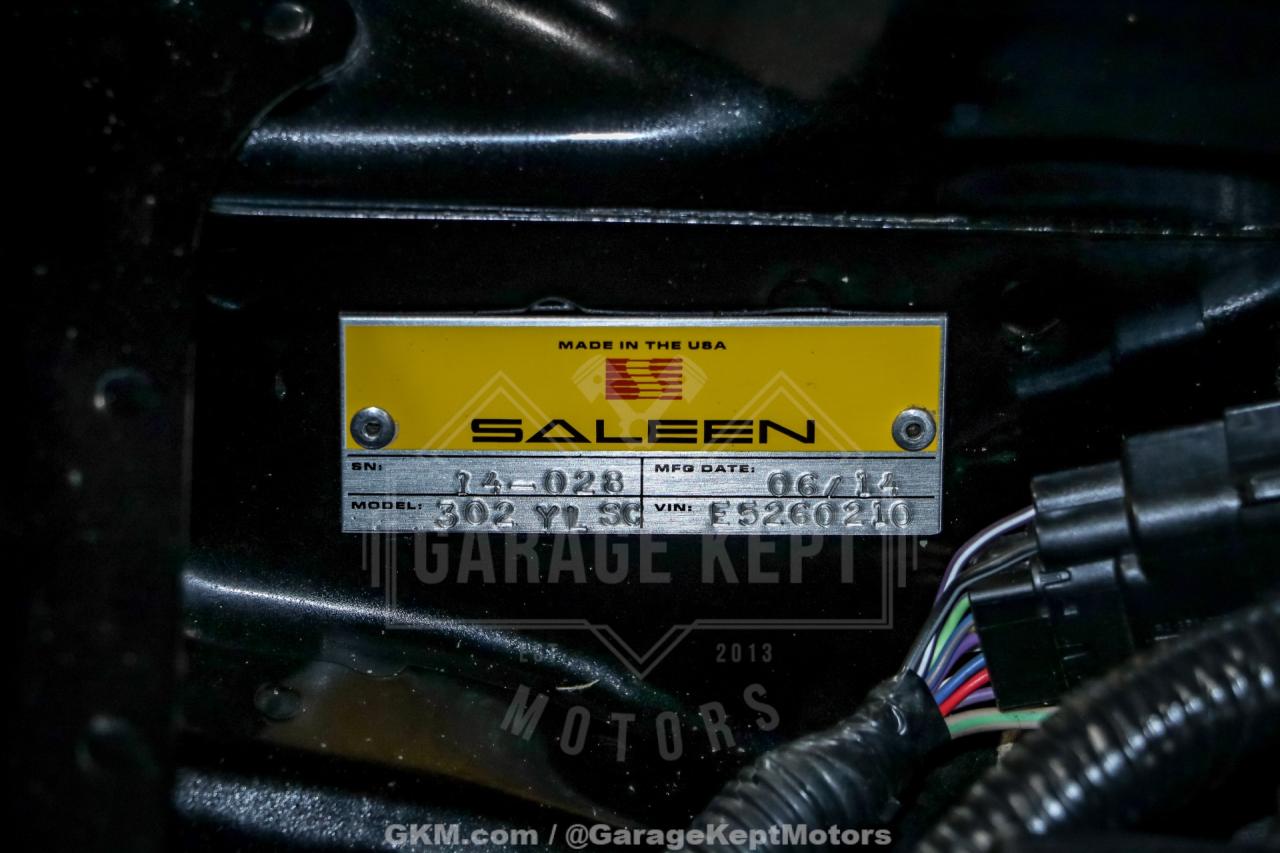 MADE IN THE USA
SALEEN
SN: 14-028 MFG DATE: 06/14
MODEL: 302 YL SC VIN: E5260210
GARAGE KEPT
EST 2013
MOTORS
GKM.com / @GarageKeptMotors